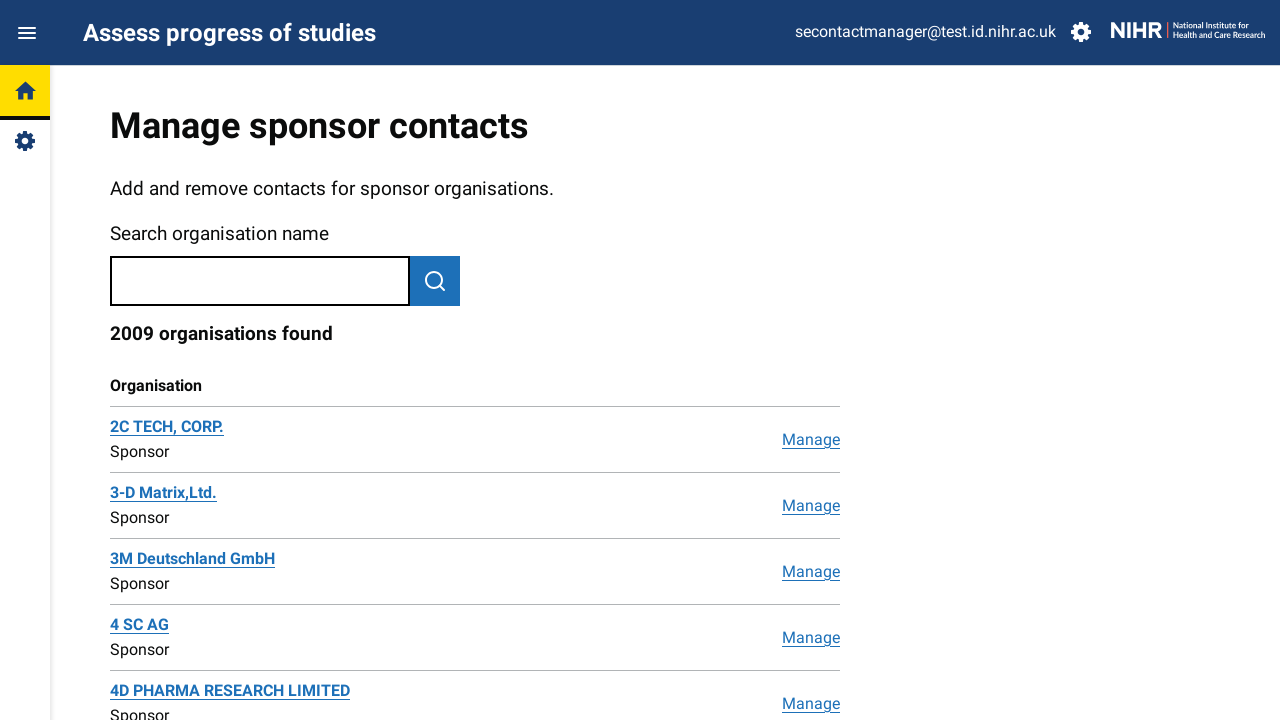 Assess progress of studies
secontactmanager@test.id.nihr.ac.uk
NIHR National Institute for
Health and Care Research
Manage sponsor contacts
Add and remove contacts for sponsor organisations.
Search organisation name
2009 organisations found
Organisation
2C TECH, CORP.
Sponsor
Manage
3-D Matrix,Ltd.
Sponsor
Manage
3M Deutschland GmbH
Sponsor
Manage
4 SC AG
Sponsor
Manage
4D PHARMA RESEARCH LIMITED
Sponsor
Manage